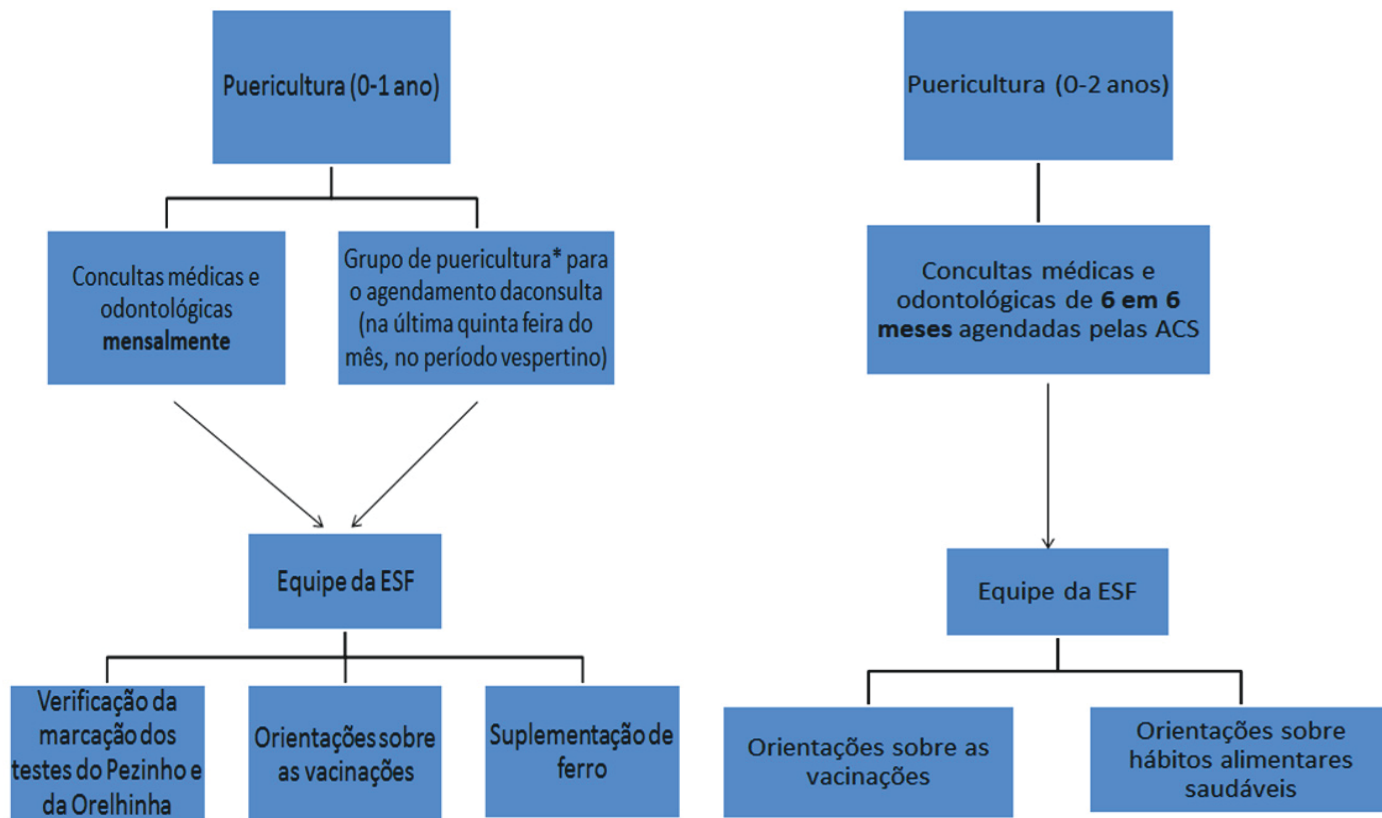 Puericultura (0-1 ano)
Concultas médicas e
odontológicas
mensalmente
Grupo de puericultura* para
o agendamento daconsulta
(na última quinta feira do
mês, no período vespertino)
Equipe da ESF
Verificação da
marcação dos
testes do Pezinho e
da Orelhinha
Orientações sobre
as vacinações
Suplementação de
ferro
Puericultura (0-2 anos)
Concultas médicas e
odontológicas de 6 em 6
meses agendadas pelas ACS
Equipe da ESF
Orientações sobre as
vacinações
Orientações sobre
hábitos alimentares
saudáveis